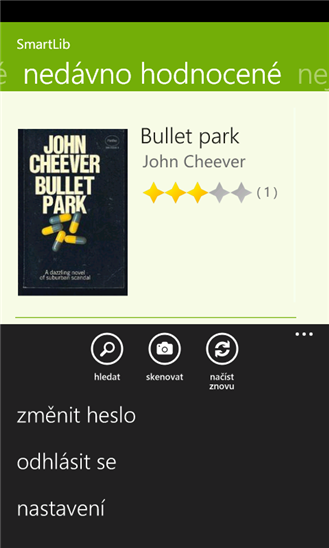 SmartLib
é nedávno hodnocené ne
JOHN
CHEEVER
BULLET
PARK
A dazzling novel
of suburban scandal
Bullet park
John Cheever
(1)
hledat
skenovat
načíst
znovu
změnit heslo
odhlásit se
nastavení